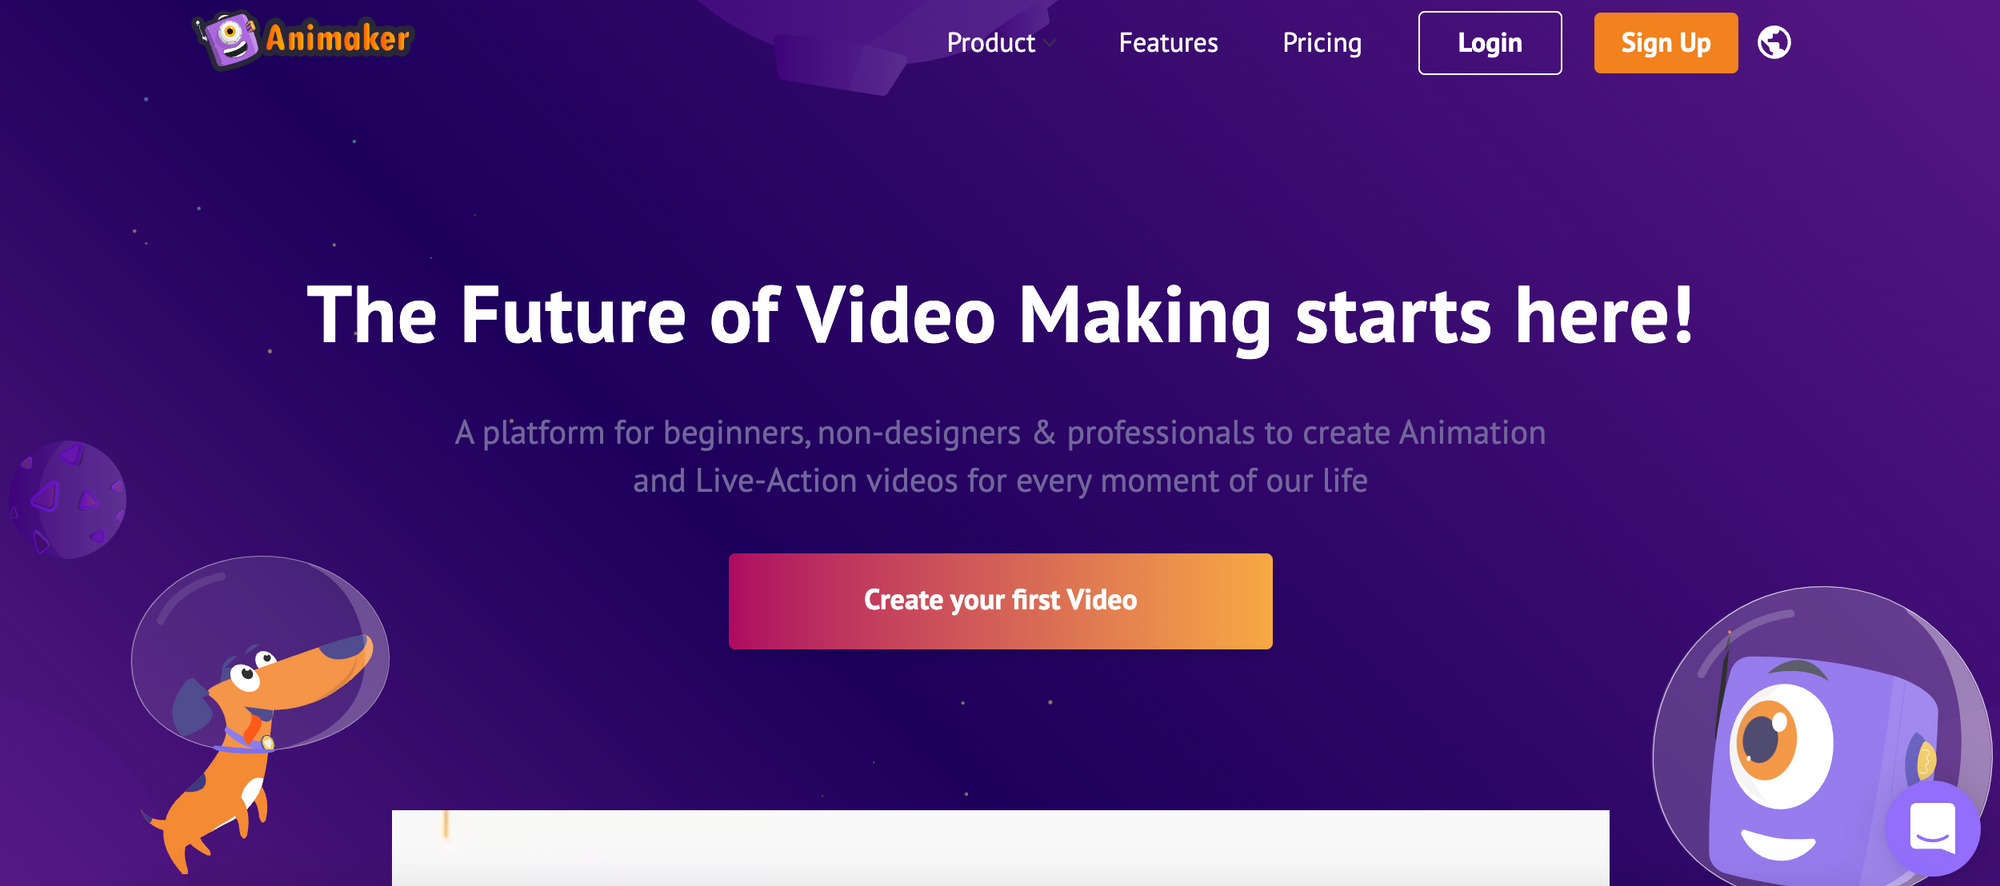 Animaker
Product
Features
Pricing
Login
Sign Up
The Future of Video Making starts here!
A platform for beginners, non-designers & professionals to create Animation
and Live-Action videos for every moment of our life
Create your first Video